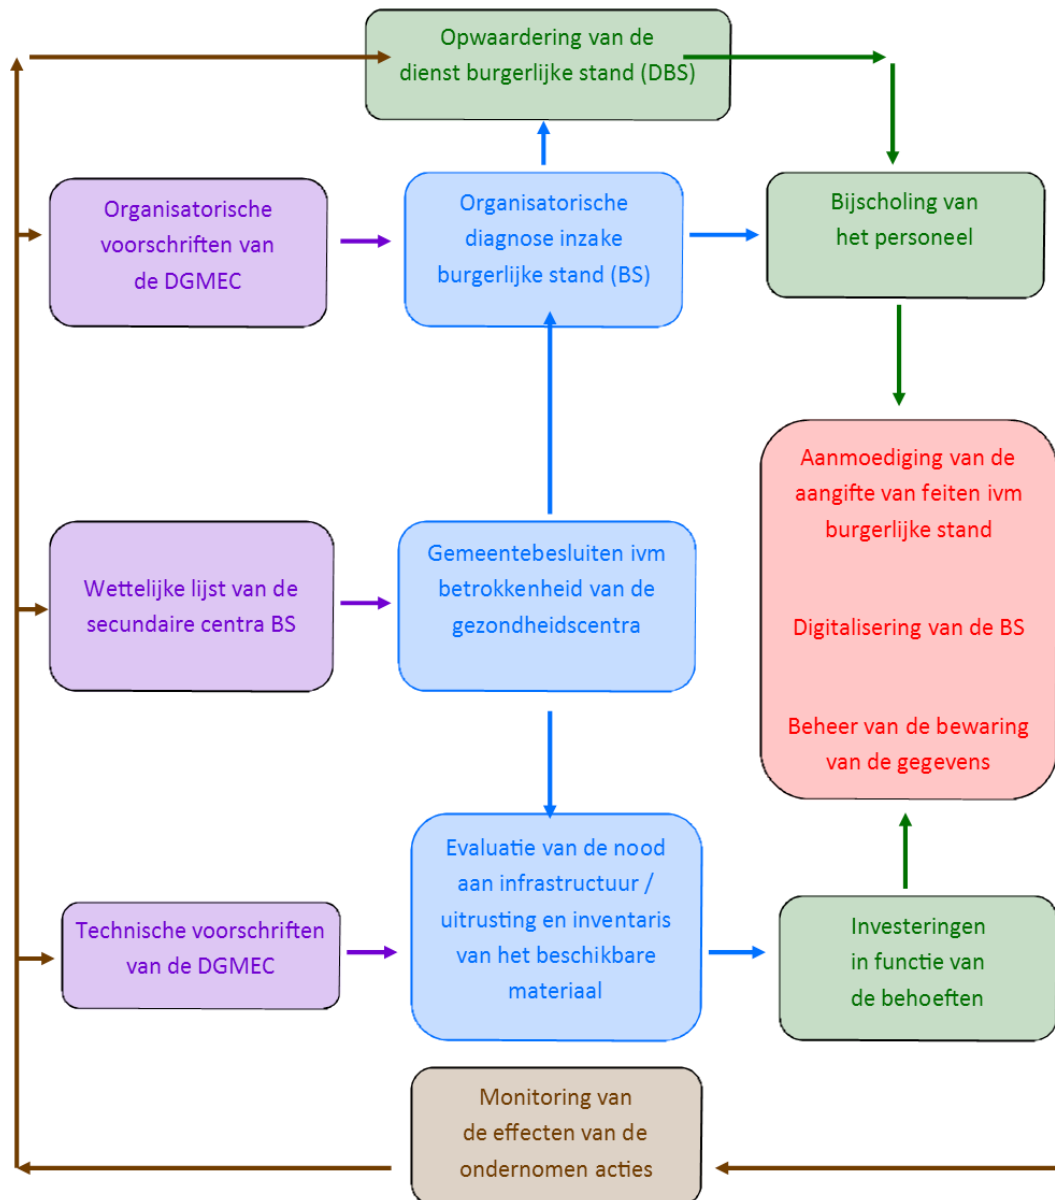 Opwaardering van de
dienst burgerlijke stand (DBS)
Organisatorische
voorschriften van
de DGMEC
Organisatorische
diagnose inzake
burgerlijke stand (BS)
Bijscholing van
het personeel
Aanmoediging van de
aangifte van feiten ivm
burgerlijke stand
Digitalisering van de BS
Beheer van de bewaring
van de gegevens
Wettelijke lijst van de
secundaire centra BS
Gemeentebesluiten ivm
betrokkenheid van de
gezondheidscentra
Technische voorschriften
van de DGMEC
Evaluatie van de nood
aan infrastructuur /
uitrusting en inventaris
van het beschikbare
materiaal
Investeringen
in functie van
de behoeften
Monitoring van
de effecten van de
ondernomen acties